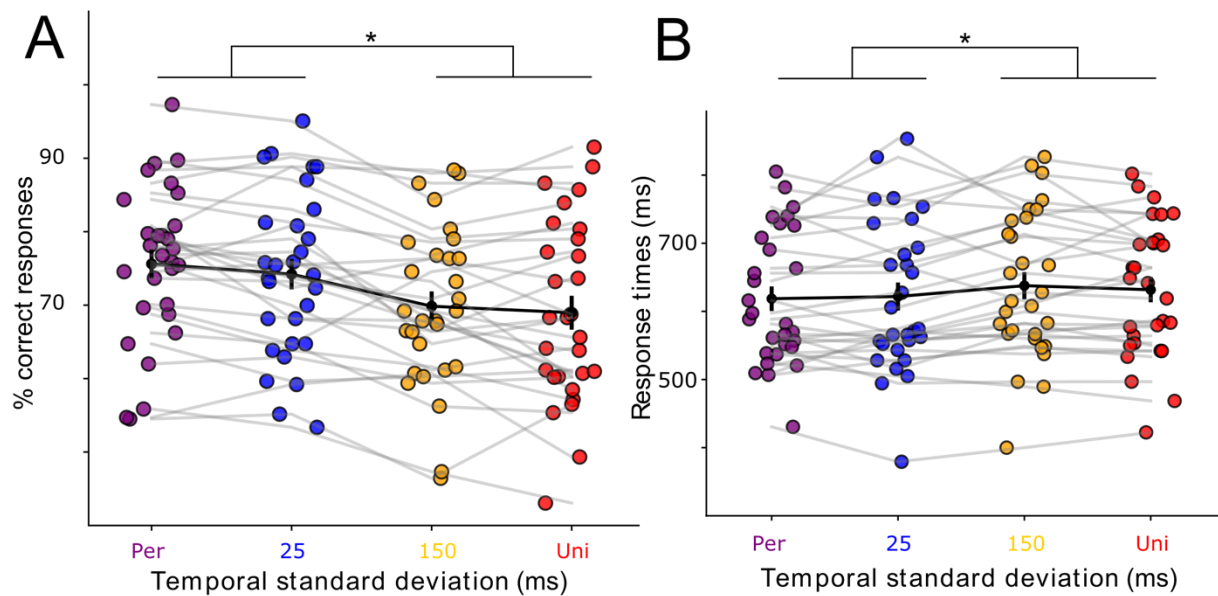 A
*
% correct responses
90
70
Per
25
150
Uni
Temporal standard deviation (ms)
B
*
Response times (ms)
700
500
Per
25
150
Uni
Temporal standard deviation (ms)